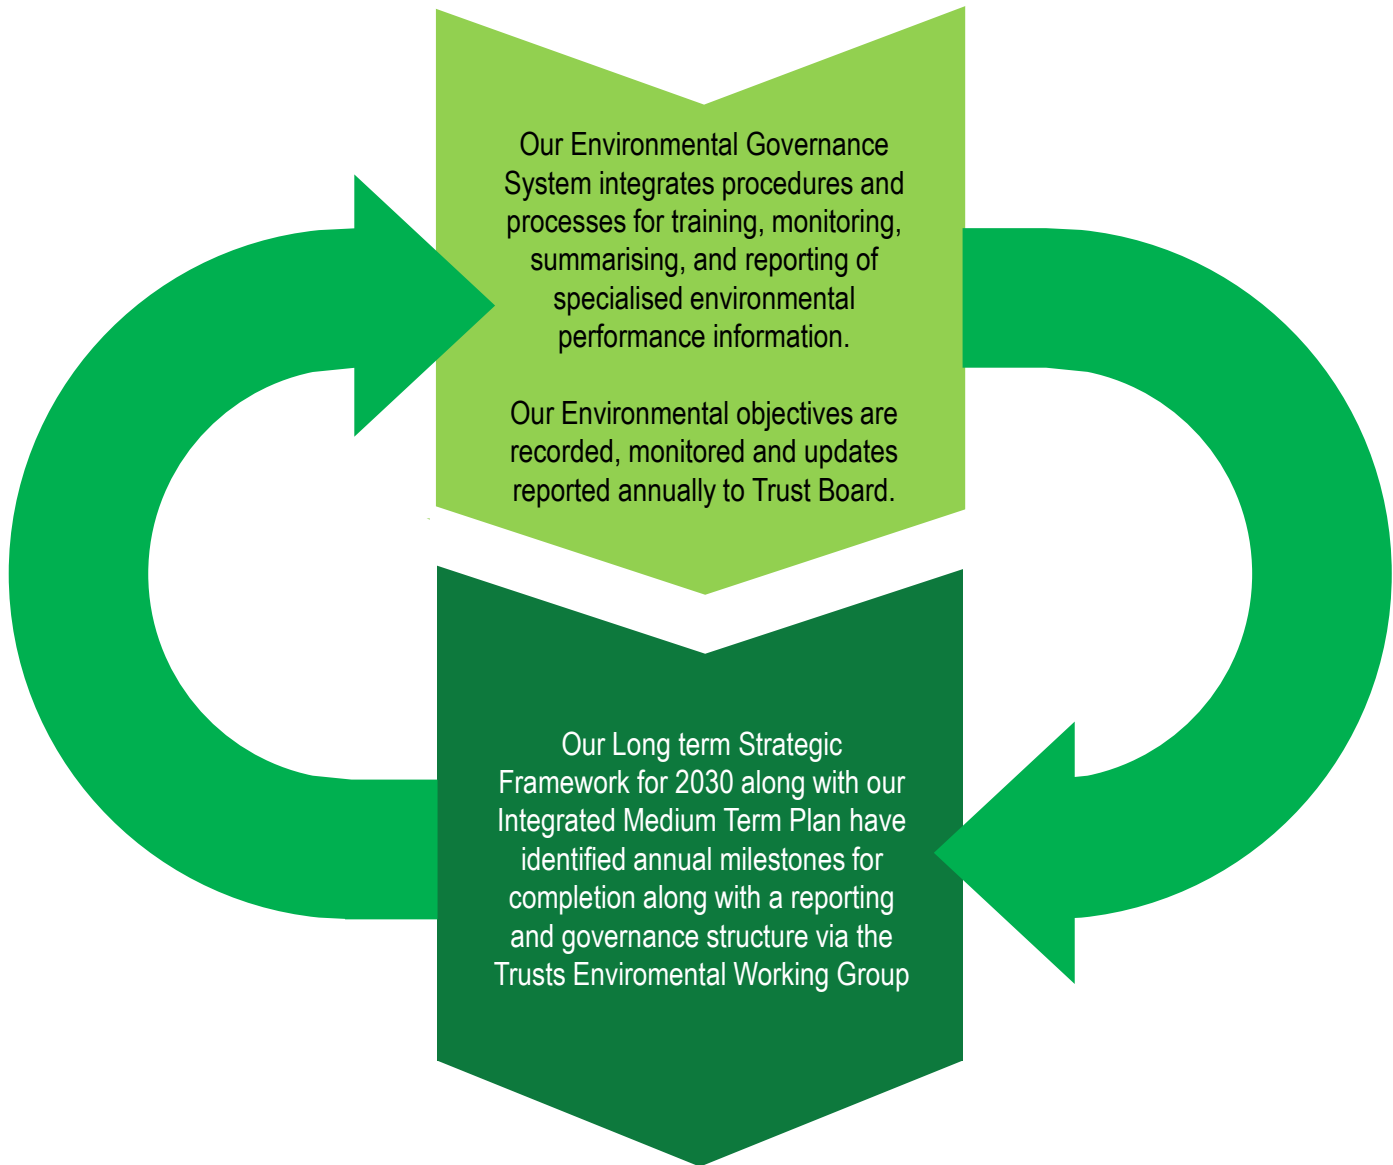 Our Environmental Governance
System integrates procedures and
processes for training, monitoring,
summarising, and reporting of
specialised environmental
performance information.
Our Environmental objectives are
recorded, monitored and updates
reported annually to Trust Board.
Our Long term Strategic
Framework for 2030 along with our
Integrated Medium Term Plan have
identified annual milestones for
completion along with a reporting
and governance structure via the
Trusts Enviromental Working Group